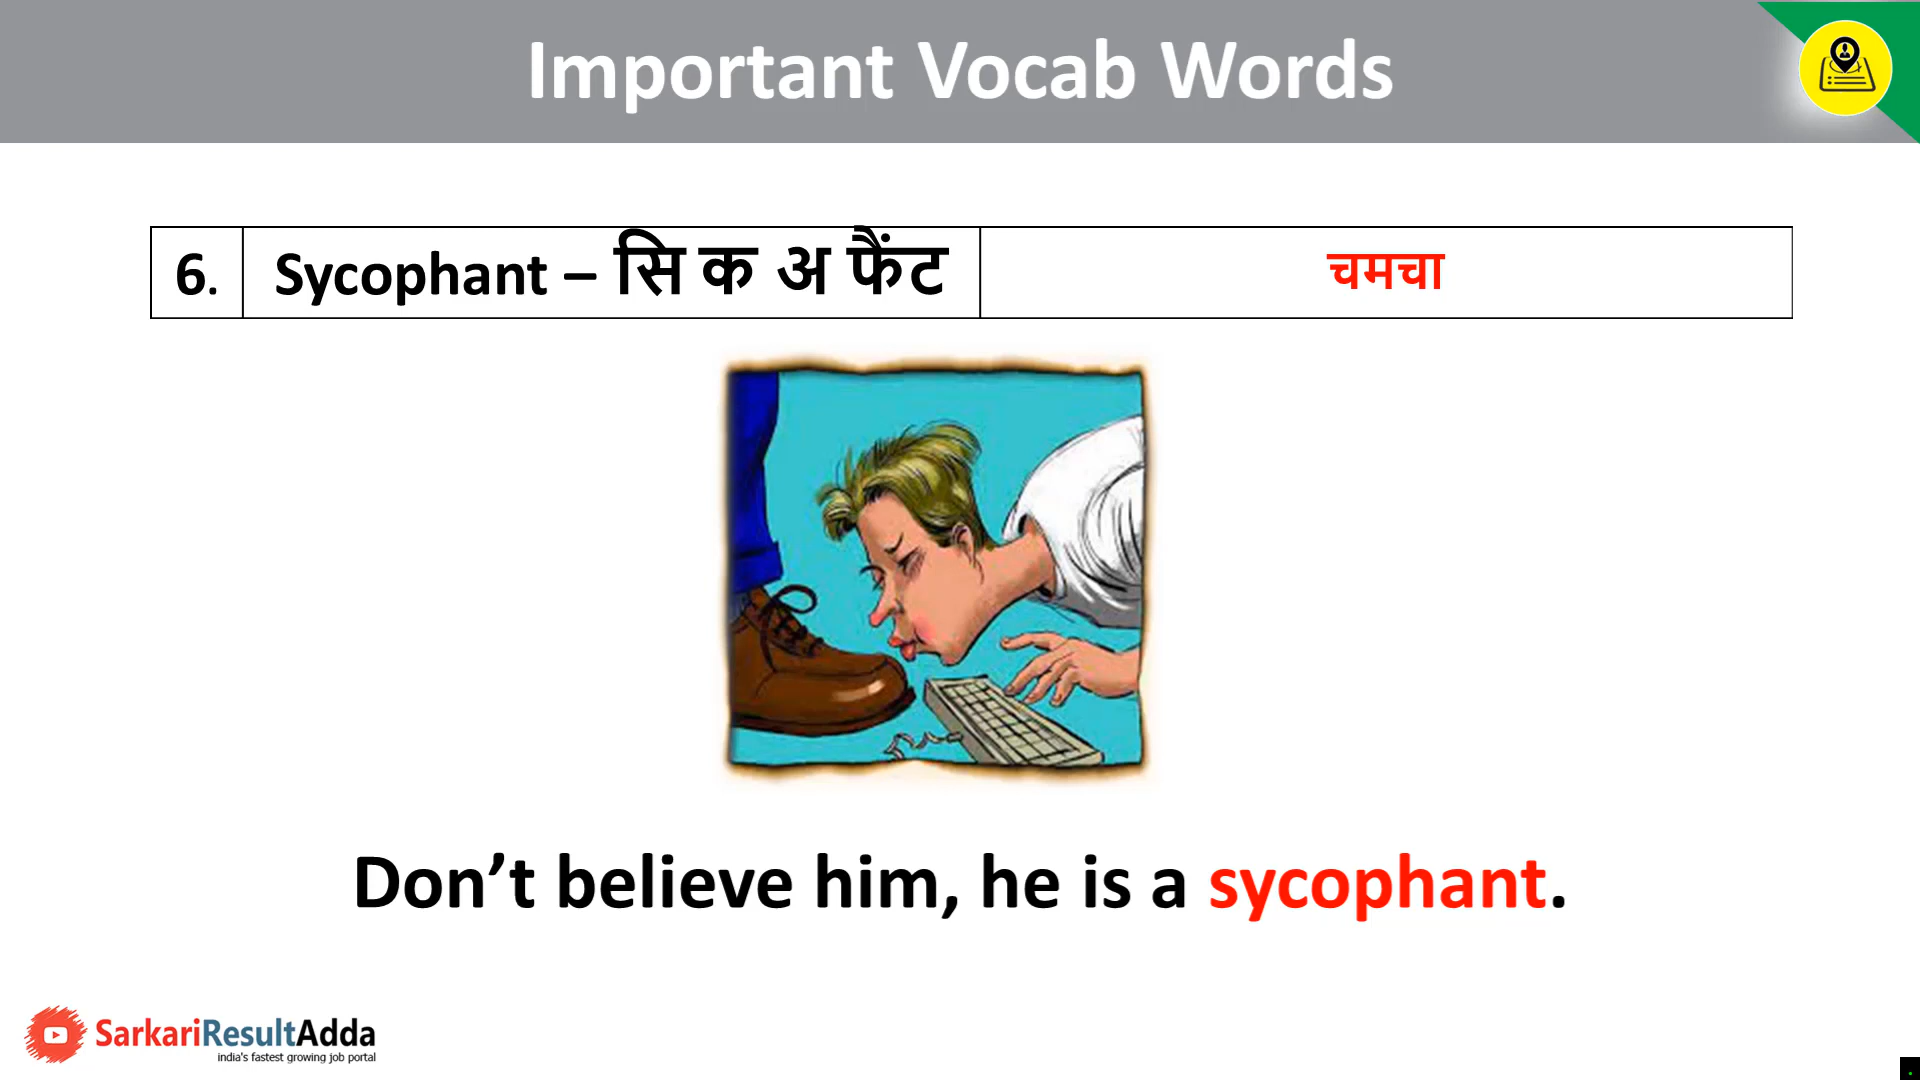 Important Vocab Words
6. Sycophant – सि क अ फैंट चमचा
Don’t believe him, he is a sycophant.
SarkariResultAdda
india's fastest growing job portal